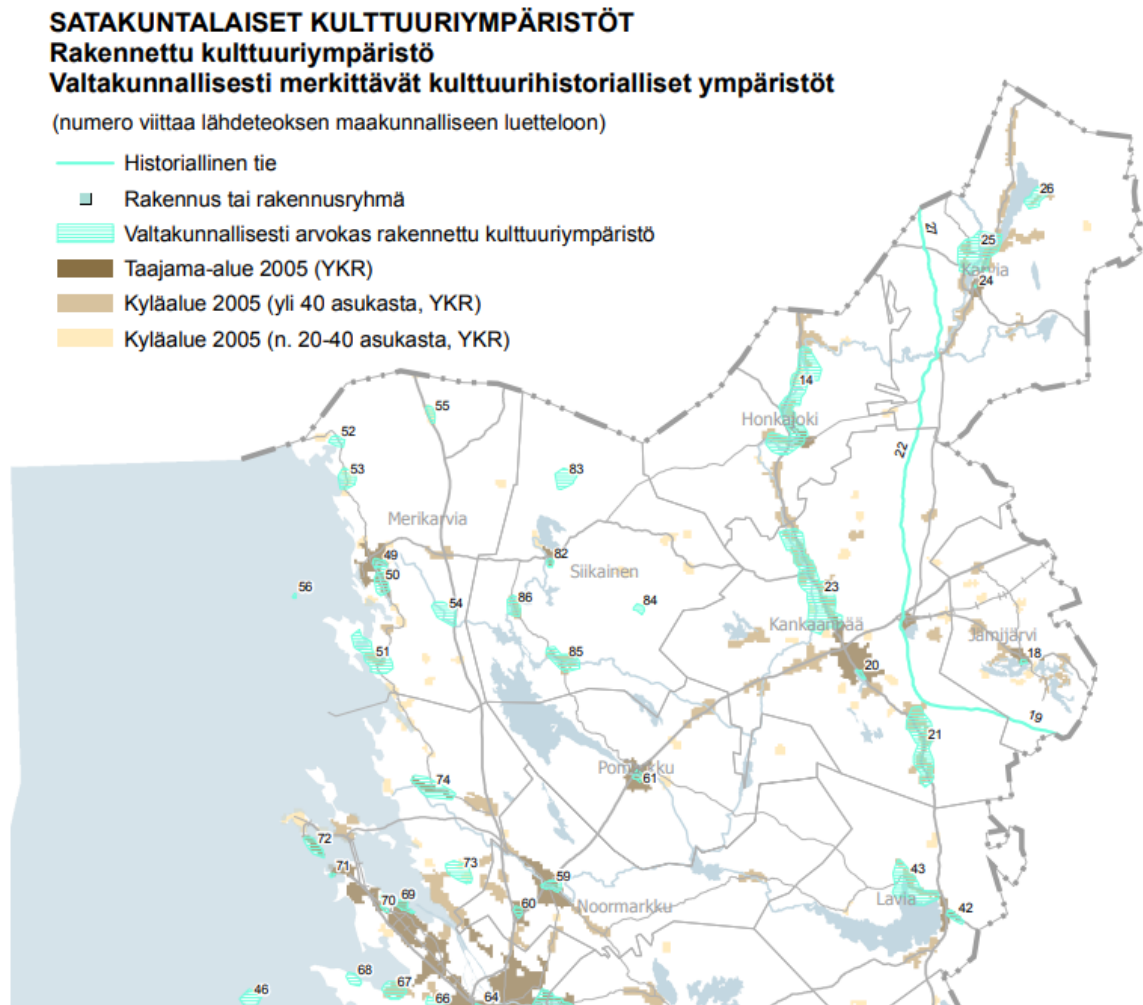 SATAKUNTALAISET KULTTUURIYMPÄRISTÖT
Rakennettu kulttuuriympäristö
Valtakunnallisesti merkittävät kulttuurihistorialliset ympäristöt
(numero viittaa lähdeteoksen maakunnalliseen luetteloon)
Historiallinen tie
Rakennus tai rakennusryhmä
Valtakunnallisesti arvokas rakennettu kulttuuriympäristö
Taajama-alue 2005 (YKR)
Kyläalue 2005 (yli 40 asukasta, YKR)
Kyläalue 2005 (n. 20-40 asukasta, YKR)
26
27
25
Karvia
24
14
55
Honkajoki
52
22
53
83
Merikarvia
49
82
Siikainen
50
56
54
86
84
23
Kankaanpää
Jämijärvi
51
85
20
18
19
21
Pomarkku
61
74
72
71
73
59
43
Lavia
42
70
69
60
Noormarkku
68
46
67
66
64